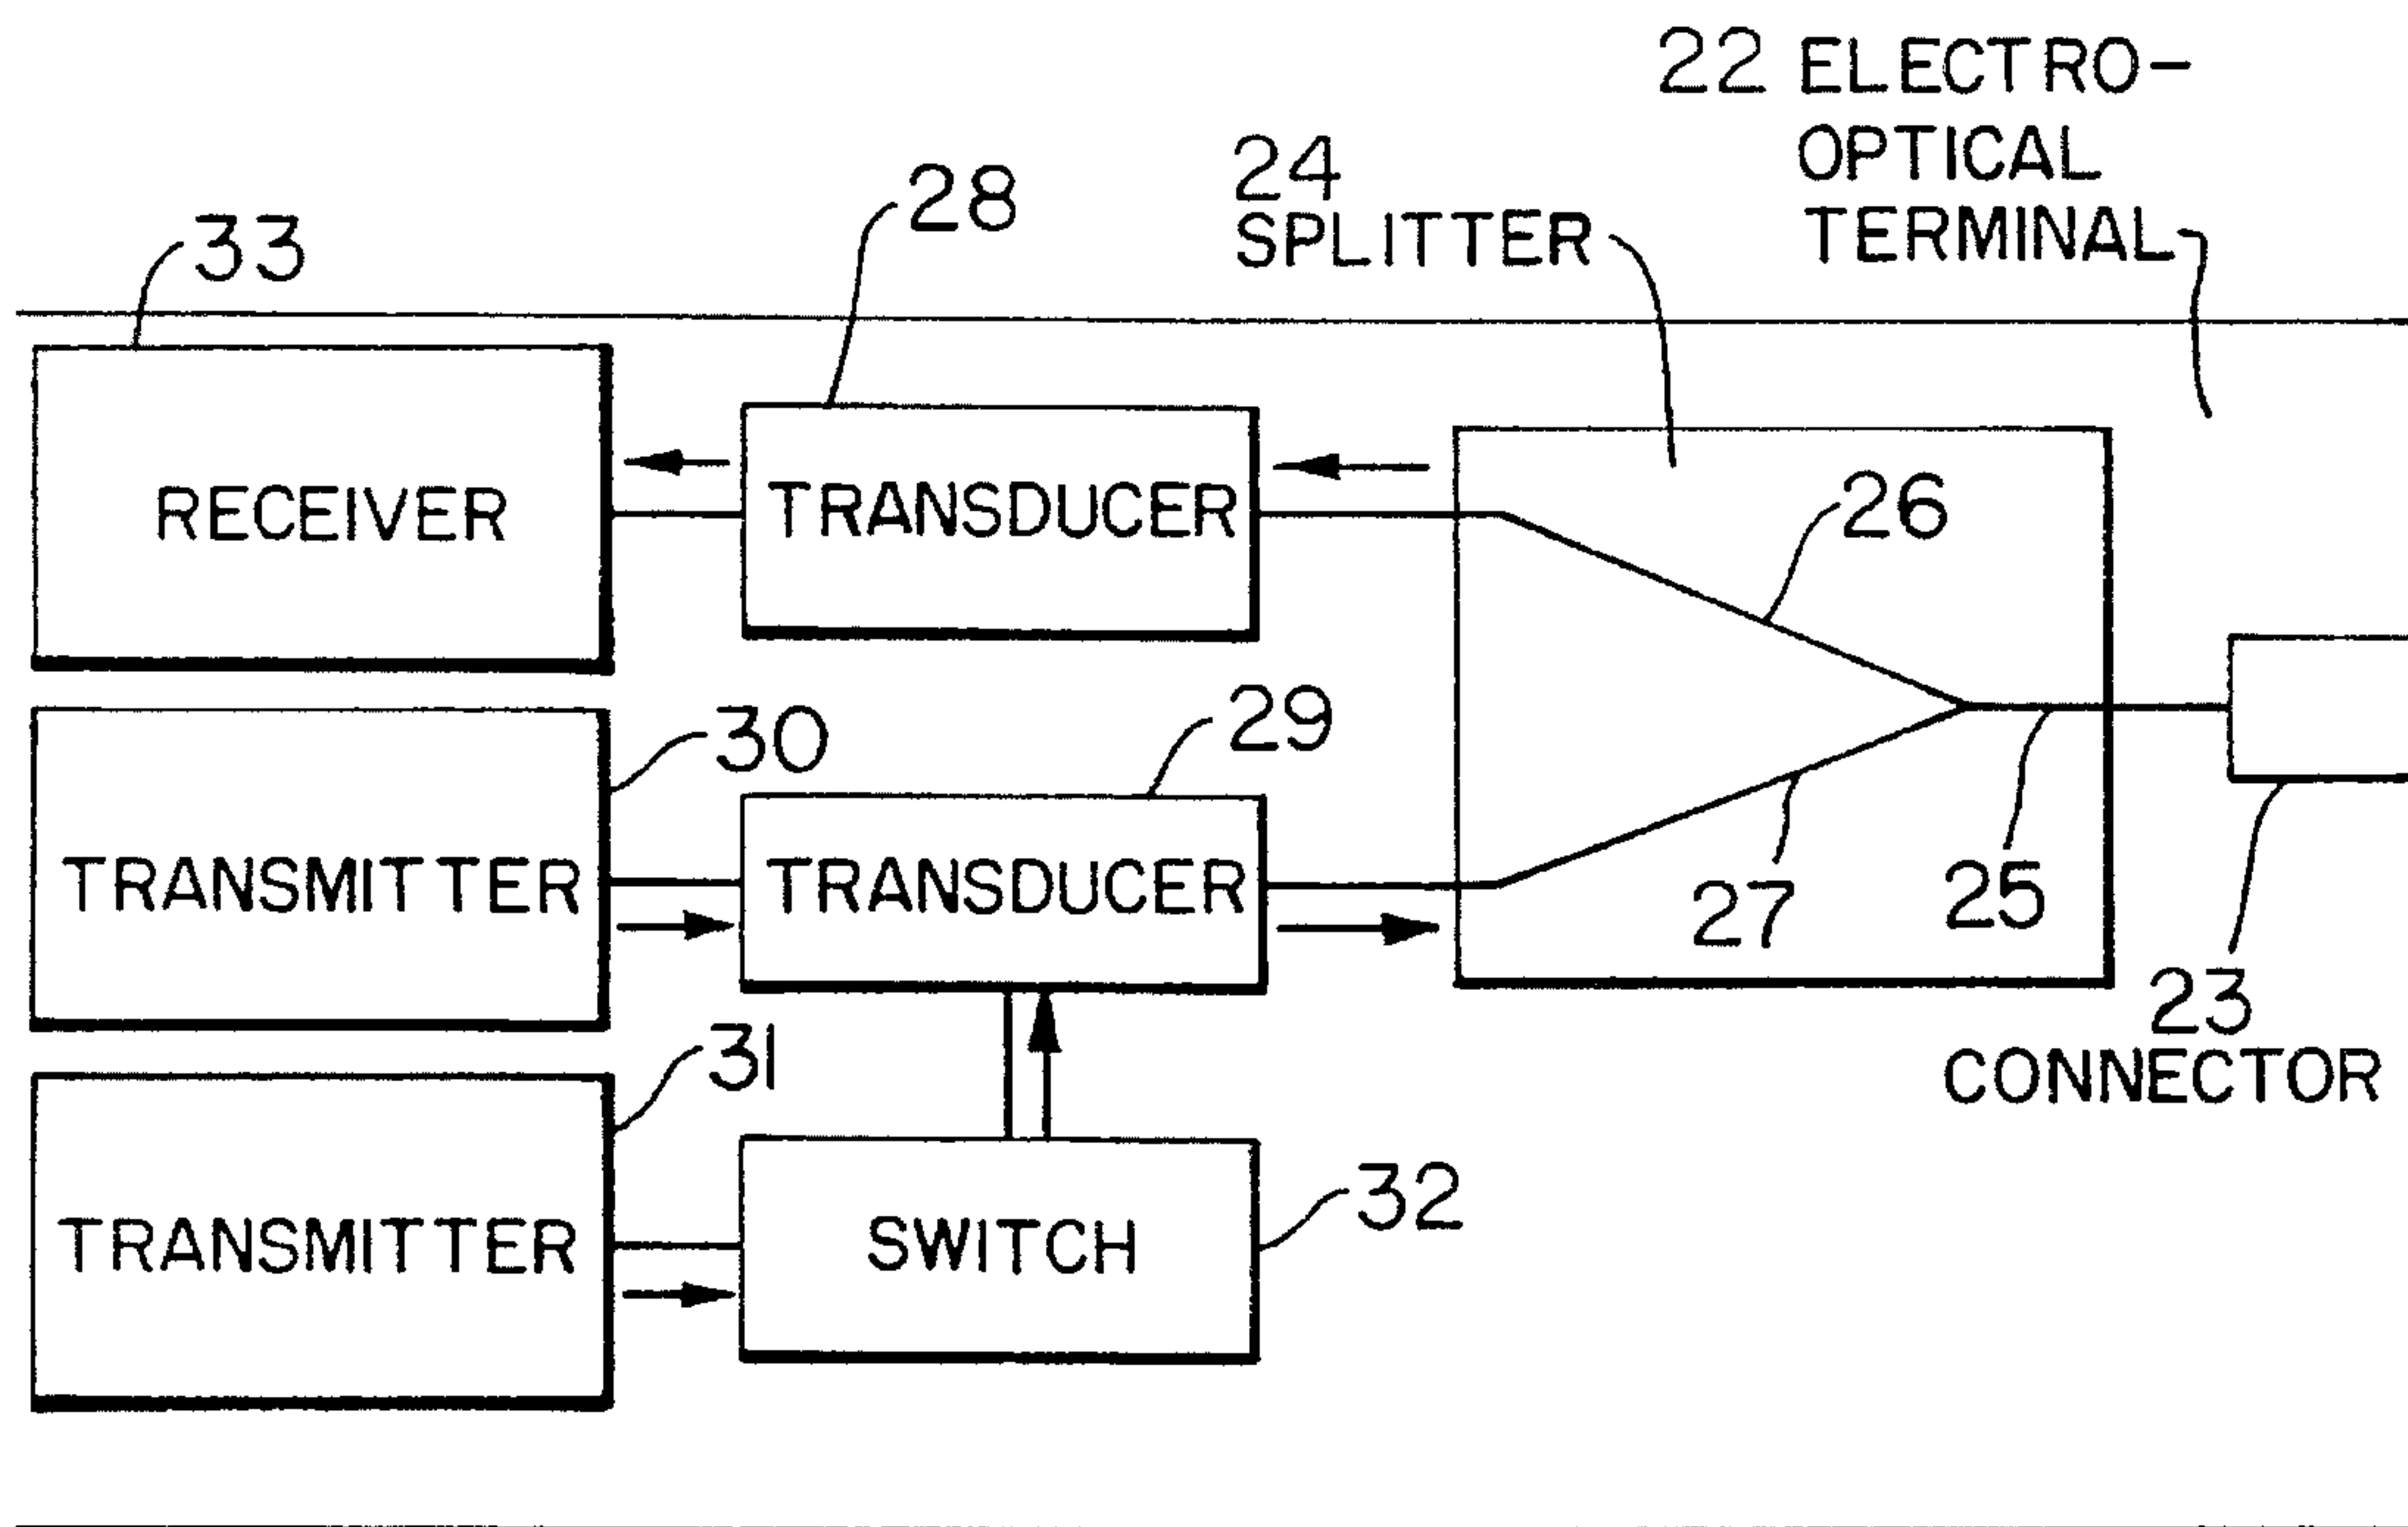 22 ELECTRO-
OPTICAL
TERMINAL
24
SPLITTER
28
33
RECEIVER
TRANSDUCER
26
30
29
TRANSMITTER
TRANSDUCER
27
25
23
CONNECTOR
31
TRANSMITTER
SWITCH
32